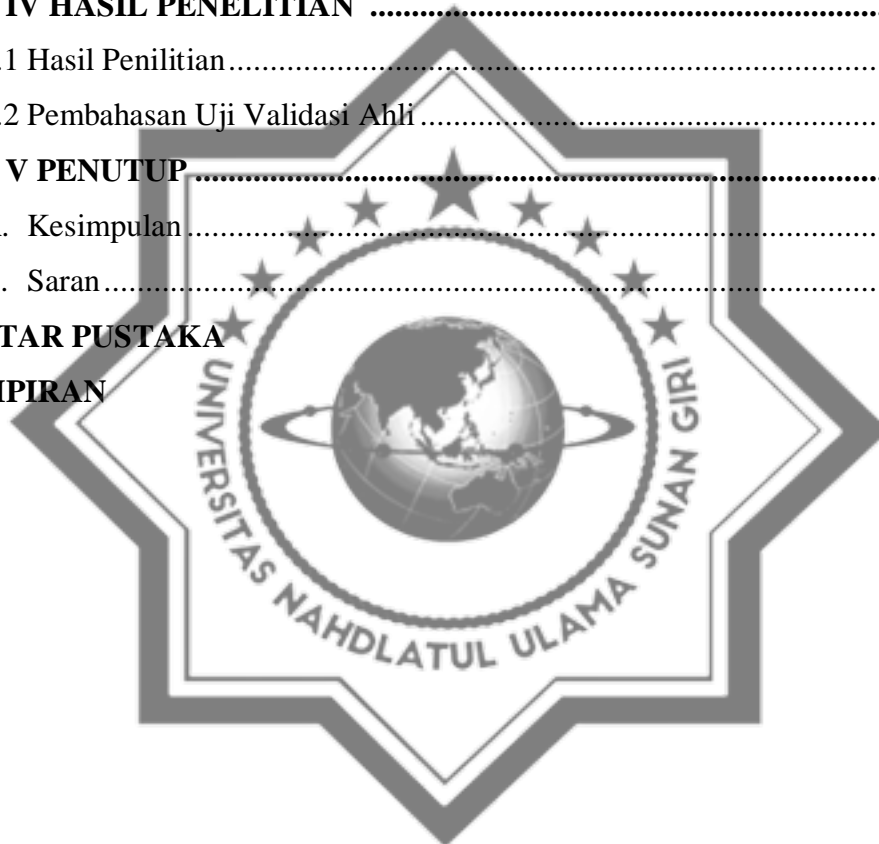 IV HASIL PENELITIAN ................................................................
.1 Hasil Penilitian................................................................
.2 Pembahasan Uji Validasi Ahli................................................................
V PENUTUP ................................................................
. Kesimpulan................................................................
. Saran................................................................
TAR PUSTAKA
PIRAN
UNIVERSITAS NAHDLATUL ULAMA SUNAN GIRI